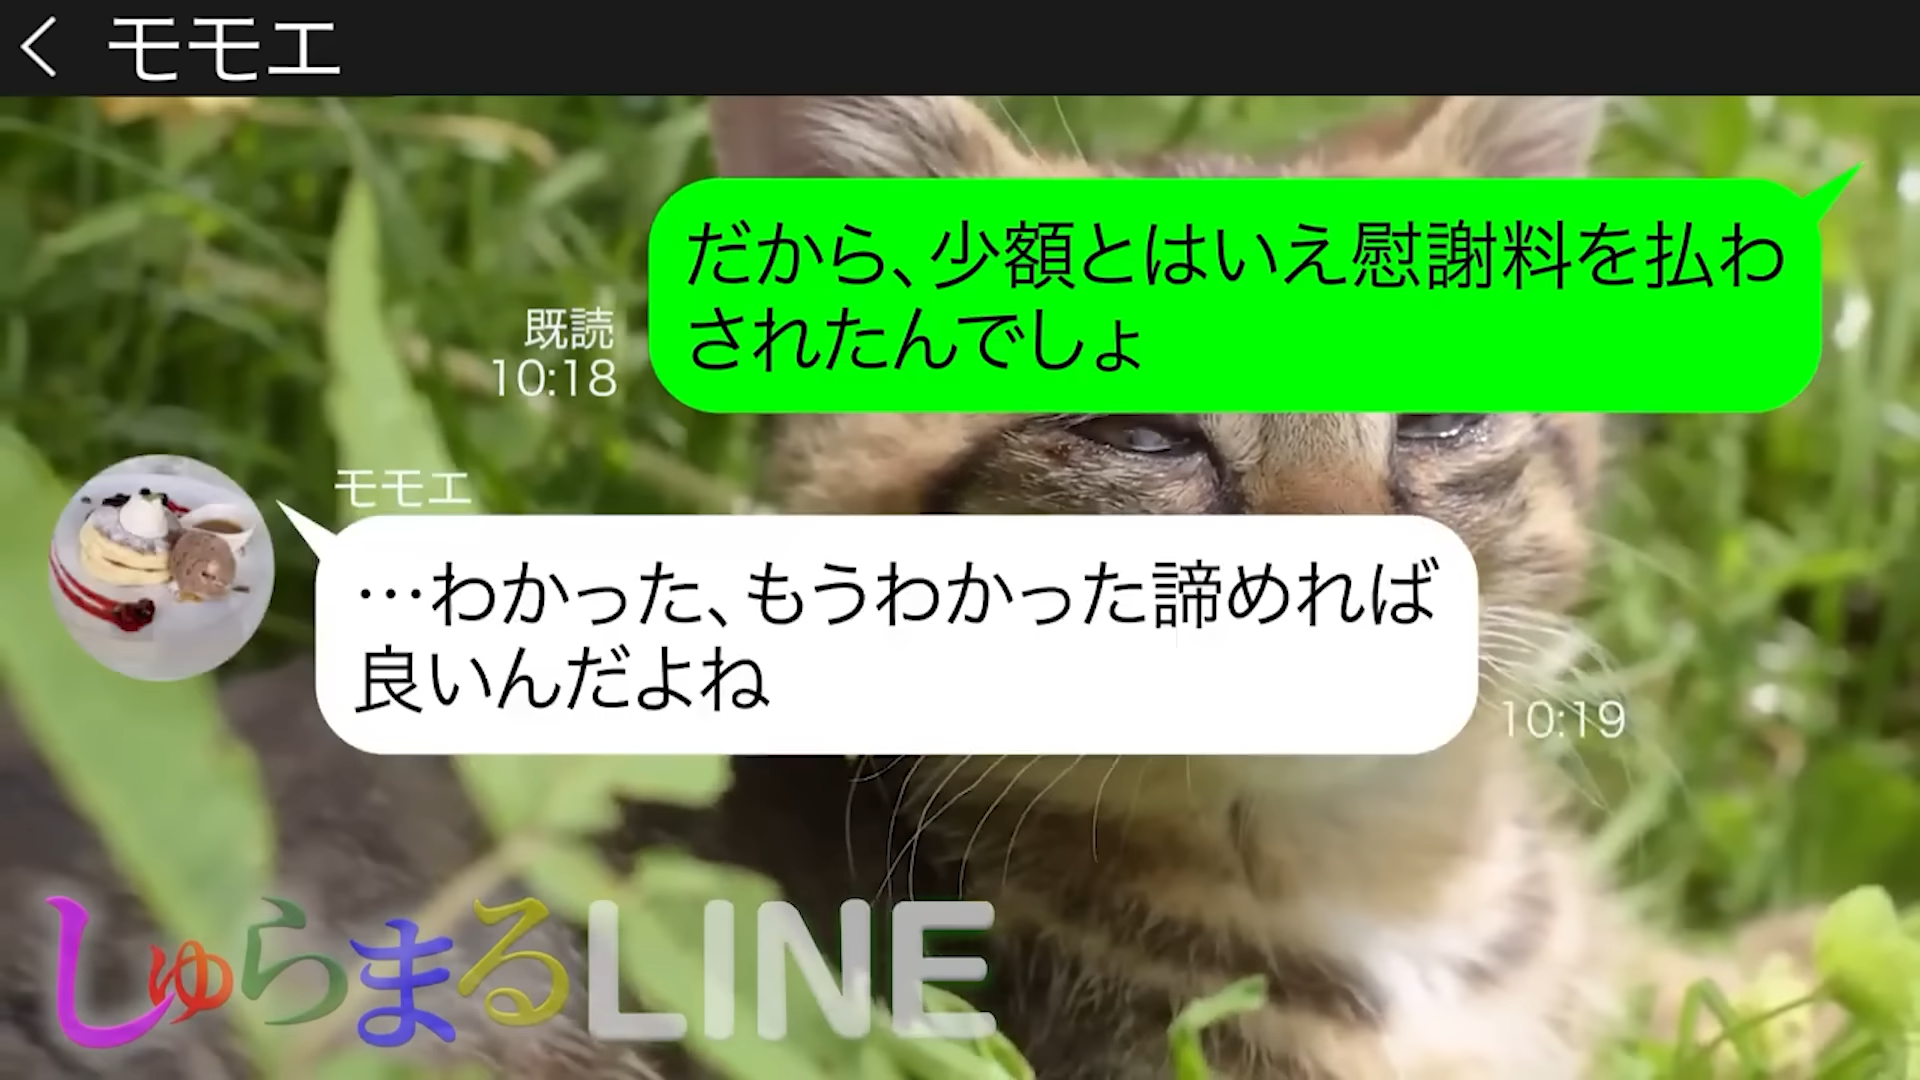 モモエ
だから、少額とはいえ慰謝料を払わ
されたんでしょ
既読
10:18
モモエ
…わかった、もうわかった諦めれば
良いんだよね
10:19
しゅらまるLINE